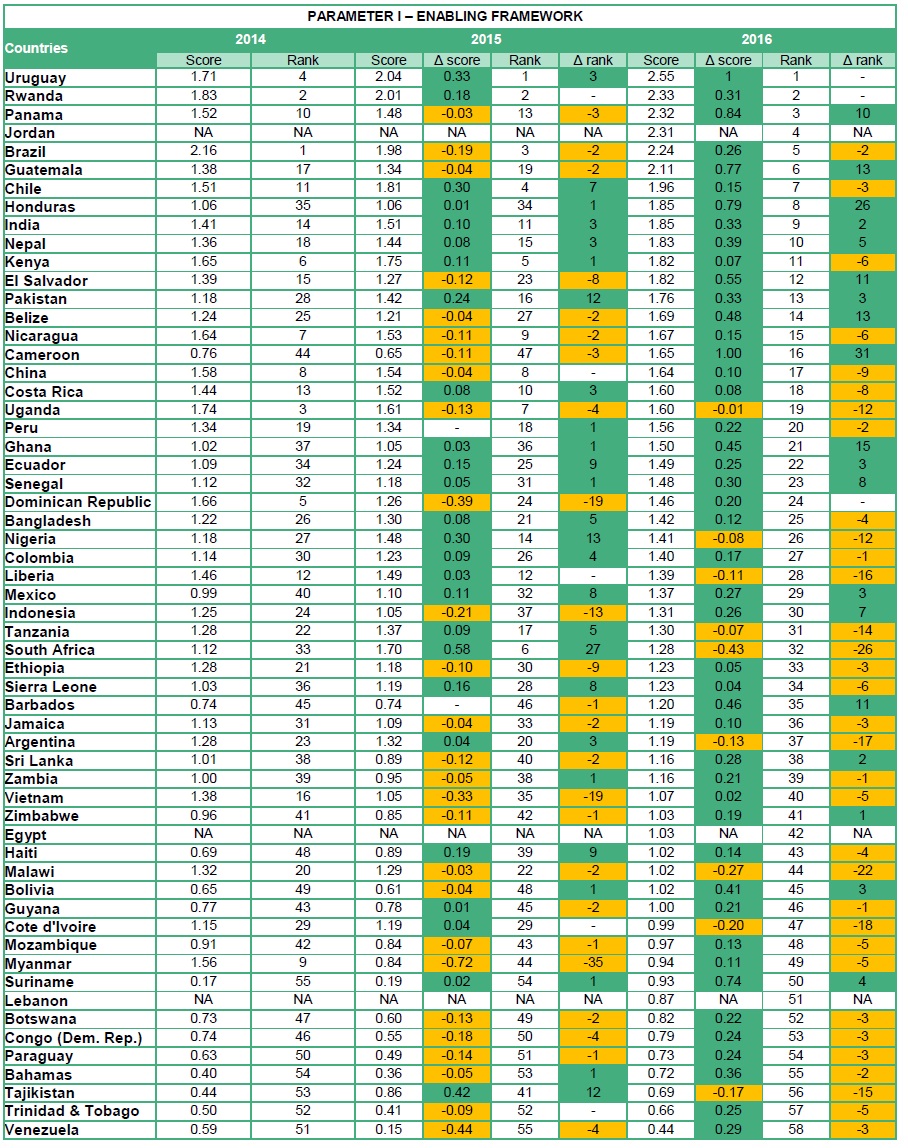 PARAMETER I – ENABLING FRAMEWORK
Countries 2014 2015 2016
Score Rank Score Δ score Rank Δ rank Score Δ score Rank Δ rank
Uruguay 1.71 4 2.04 0.33 1 3 2.55 1 1 -
Rwanda 1.83 2 2.01 0.18 2 - 2.33 0.31 2 -
Panama 1.52 10 1.48 -0.03 13 -3 2.32 0.84 3 10
Jordan NA NA NA NA NA NA 2.31 NA 4 NA
Brazil 2.16 1 1.98 -0.19 3 -2 2.24 0.26 5 -2
Guatemala 1.38 17 1.34 -0.04 19 -2 2.11 0.77 6 13
Chile 1.51 11 1.81 0.30 4 7 1.96 0.15 7 -3
Honduras 1.06 35 1.06 0.01 34 1 1.85 0.79 8 26
India 1.41 14 1.51 0.10 11 3 1.85 0.33 9 2
Nepal 1.36 18 1.44 0.08 15 3 1.83 0.39 10 5
Kenya 1.65 6 1.75 0.11 5 1 1.82 0.07 11 -6
El Salvador 1.39 15 1.27 -0.12 23 -8 1.82 0.55 12 11
Pakistan 1.18 28 1.42 0.24 16 12 1.76 0.33 13 3
Belize 1.24 25 1.21 -0.04 27 -2 1.69 0.48 14 13
Nicaragua 1.64 7 1.53 -0.11 9 -2 1.67 0.15 15 -6
Cameroon 0.76 44 0.65 -0.11 47 -3 1.65 1.00 16 31
China 1.58 8 1.54 -0.04 8 - 1.64 0.10 17 -9
Costa Rica 1.44 13 1.52 0.08 10 3 1.60 0.08 18 -8
Uganda 1.74 3 1.61 -0.13 7 -4 1.60 -0.01 19 -12
Peru 1.34 19 1.34 - 18 1 1.56 0.22 20 -2
Ghana 1.02 37 1.05 0.03 36 1 1.50 0.45 21 15
Ecuador 1.09 34 1.24 0.15 25 9 1.49 0.25 22 3
Senegal 1.12 32 1.18 0.05 31 1 1.48 0.30 23 8
Dominican Republic 1.66 5 1.26 -0.39 24 -19 1.46 0.20 24 -
Bangladesh 1.22 26 1.30 0.08 21 5 1.42 0.12 25 -4
Nigeria 1.18 27 1.48 0.30 14 13 1.41 -0.08 26 -12
Colombia 1.14 30 1.23 0.09 26 4 1.40 0.17 27 -1
Liberia 1.46 12 1.49 0.03 12 - 1.39 -0.11 28 -16
Mexico 0.99 40 1.10 0.11 32 8 1.37 0.27 29 3
Indonesia 1.25 24 1.05 -0.21 37 -13 1.31 0.26 30 7
Tanzania 1.28 22 1.37 0.09 17 5 1.30 -0.07 31 -14
South Africa 1.12 33 1.70 0.58 6 27 1.28 -0.43 32 -26
Ethiopia 1.28 21 1.18 -0.10 30 -9 1.23 0.05 33 -3
Sierra Leone 1.03 36 1.19 0.16 28 8 1.23 0.04 34 -6
Barbados 0.74 45 0.74 - 46 -1 1.20 0.46 35 11
Jamaica 1.13 31 1.09 -0.04 33 -2 1.19 0.10 36 -3
Argentina 1.28 23 1.32 0.04 20 3 1.19 -0.13 37 -17
Sri Lanka 1.01 38 0.89 -0.12 40 -2 1.16 0.28 38 2
Zambia 1.00 39 0.95 -0.05 38 1 1.16 0.21 39 -1
Vietnam 1.38 16 1.05 -0.33 35 -19 1.07 0.02 40 -5
Zimbabwe 0.96 41 0.85 -0.11 42 -1 1.03 0.19 41 1
Egypt NA NA NA NA NA NA 1.03 NA 42 NA
Haiti 0.69 48 0.89 0.19 39 9 1.02 0.14 43 -4
Malawi 1.32 20 1.29 -0.03 22 -2 1.02 -0.27 44 -22
Bolivia 0.65 49 0.61 -0.04 48 1 1.02 0.41 45 3
Guyana 0.77 43 0.78 0.01 45 -2 1.00 0.21 46 -1
Cote d'Ivoire 1.15 29 1.19 0.04 29 - 0.99 -0.20 47 -18
Mozambique 0.91 42 0.84 -0.07 43 -1 0.97 0.13 48 -5
Myanmar 1.56 9 0.84 -0.72 44 -35 0.94 0.11 49 -5
Suriname 0.17 55 0.19 0.02 54 1 0.93 0.74 50 4
Lebanon NA NA NA NA NA NA 0.87 NA 51 NA
Botswana 0.73 47 0.60 -0.13 49 -2 0.82 0.22 52 -3
Congo (Dem. Rep.) 0.74 46 0.55 -0.18 50 -4 0.79 0.24 53 -3
Paraguay 0.63 50 0.49 -0.14 51 -1 0.73 0.24 54 -3
Bahamas 0.40 54 0.36 -0.05 53 1 0.72 0.36 55 -2
Tajikistan 0.44 53 0.86 0.42 41 12 0.69 -0.17 56 -15
Trinidad & Tobago 0.50 52 0.41 -0.09 52 - 0.66 0.25 57 -5
Venezuela 0.59 51 0.15 -0.44 55 -4 0.44 0.29 58 -3